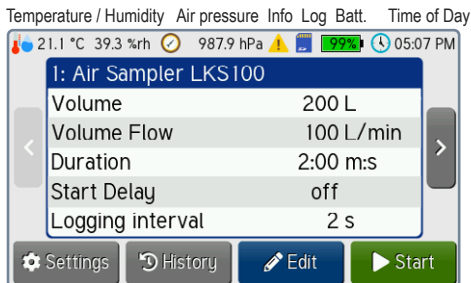 Temperature / Humidity Air pressure Info Log Batt. Time of Day
21.1 °C 39.3 %rh 987.9 hPa 99% 05:07 PM
1: Air Sampler LKS100
Volume 200 L
Volume Flow 100 L/min
Duration 2:00 m:s
Start Delay off
Logging interval 2 s
Settings History Edit Start